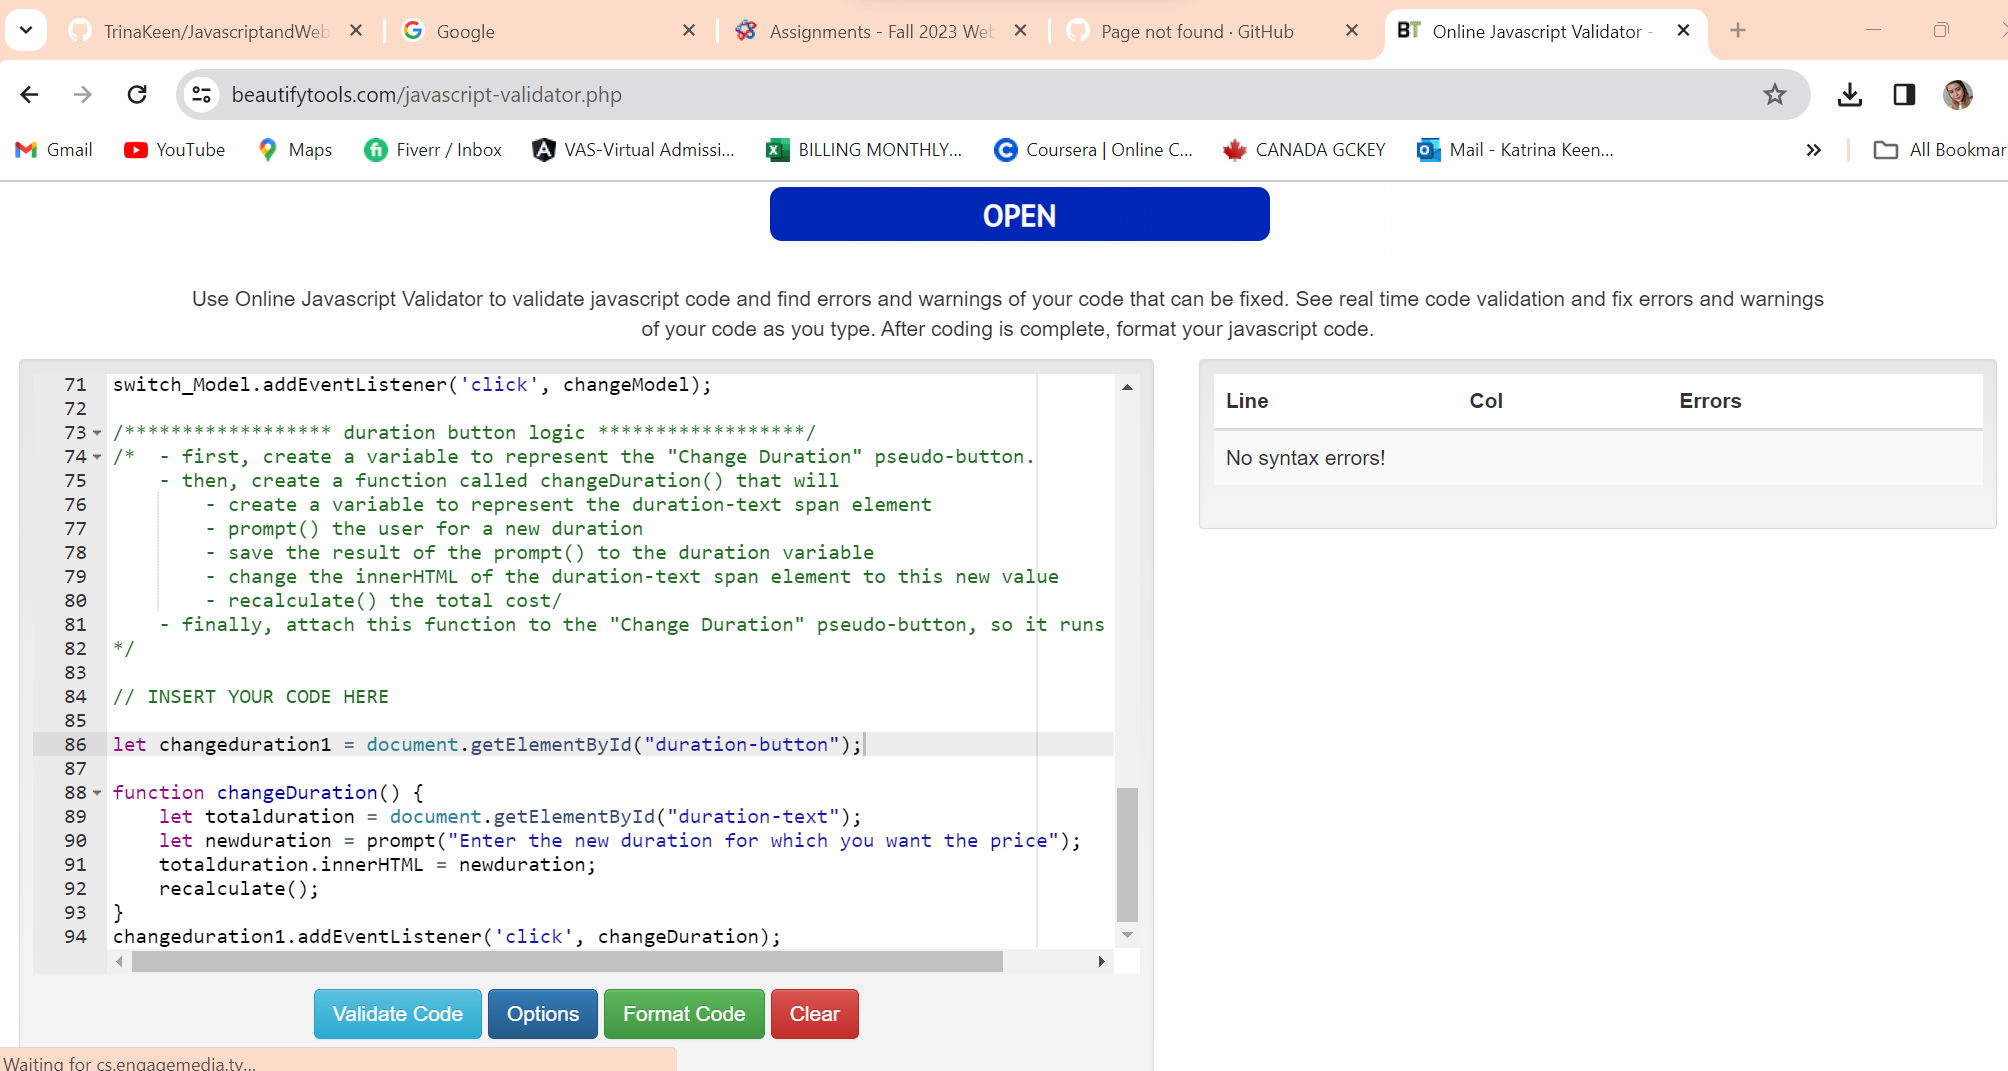 TrinaKeen/JavascriptandWeb
Google
Assignments - Fall 2023 Web
Page not found · GitHub
BT Online Javascript Validator -
beautifytools.com/javascript-validator.php
Gmail
YouTube
Maps
Fiverr / Inbox
VAS-Virtual Admissi...
BILLING MONTHLY...
Coursera | Online C...
CANADA GCKEY
Mail - Katrina Keen...
»
All Bookmar
OPEN
Use Online Javascript Validator to validate javascript code and find errors and warnings of your code that can be fixed. See real time code validation and fix errors and warnings
of your code as you type. After coding is complete, format your javascript code.
71 switch_Model.addEventListener('click', changeModel);
72
73 /****************** duration button logic ******************/
74 /*  - first, create a variable to represent the "Change Duration" pseudo-button.
75     - then, create a function called changeDuration() that will
76         - create a variable to represent the duration-text span element
77         - prompt() the user for a new duration
78         - save the result of the prompt() to the duration variable
79         - change the innerHTML of the duration-text span element to this new value
80         - recalculate() the total cost/
81     - finally, attach this function to the "Change Duration" pseudo-button, so it runs
82 */
83
84 // INSERT YOUR CODE HERE
85
86 let changeduration1 = document.getElementById("duration-button");
87
88 function changeDuration() {
89     let totalduration = document.getElementById("duration-text");
90     let newduration = prompt("Enter the new duration for which you want the price");
91     totalduration.innerHTML = newduration;
92     recalculate();
93 }
94 changeduration1.addEventListener('click', changeDuration);
Line Col Errors
No syntax errors!
Validate Code Options Format Code Clear
Waiting for cs.engagemedia.tv...